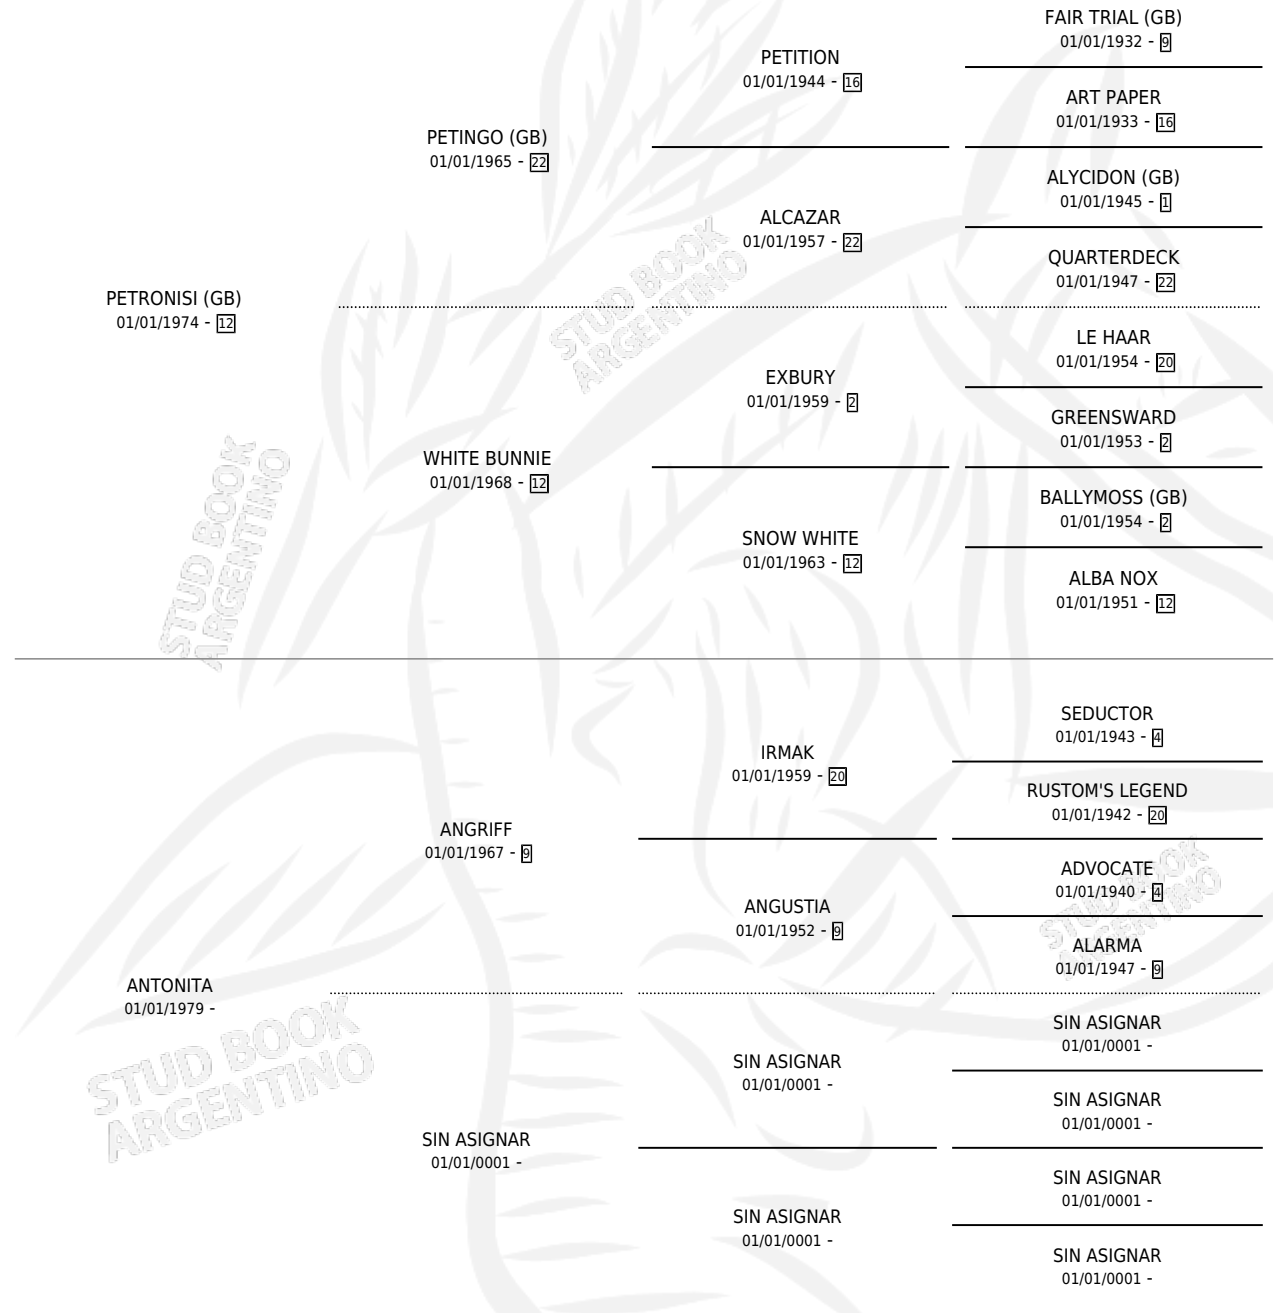 FAIR TRIAL (GB)
01/01/1932 - 9
PETITION
01/01/1944 - 16
ART PAPER
01/01/1933 - 16
PETINGO (GB)
01/01/1965 - 22
ALYCIDON (GB)
01/01/1945 - 1
ALCAZAR
01/01/1957 - 22
QUARTERDECK
01/01/1947 - 22
PETRONISI (GB)
01/01/1974 - 12
LE HAAR
01/01/1954 - 20
EXBURY
01/01/1959 - 2
GREENSWARD
01/01/1953 - 2
WHITE BUNNIE
01/01/1968 - 12
BALLYMOSS (GB)
01/01/1954 - 2
SNOW WHITE
01/01/1963 - 12
ALBA NOX
01/01/1951 - 12
SEDUCTOR
01/01/1943 - 4
IRMAK
01/01/1959 - 20
RUSTOM'S LEGEND
01/01/1942 - 20
ANGRIFF
01/01/1967 - 9
ADVOCATE
01/01/1940 - 4
ANGUSTIA
01/01/1952 - 9
ALARMA
01/01/1947 - 9
ANTONITA
01/01/1979 -
SIN ASIGNAR
01/01/0001 -
SIN ASIGNAR
01/01/0001 -
SIN ASIGNAR
01/01/0001 -
SIN ASIGNAR
01/01/0001 -
SIN ASIGNAR
01/01/0001 -
SIN ASIGNAR
01/01/0001 -
SIN ASIGNAR
01/01/0001 -
STUD BOOK
ARGENTINO
STUD BOOK
ARGENTINO
STUD BOOK
ARGENTINO
STUD BOOK
ARGENTINO